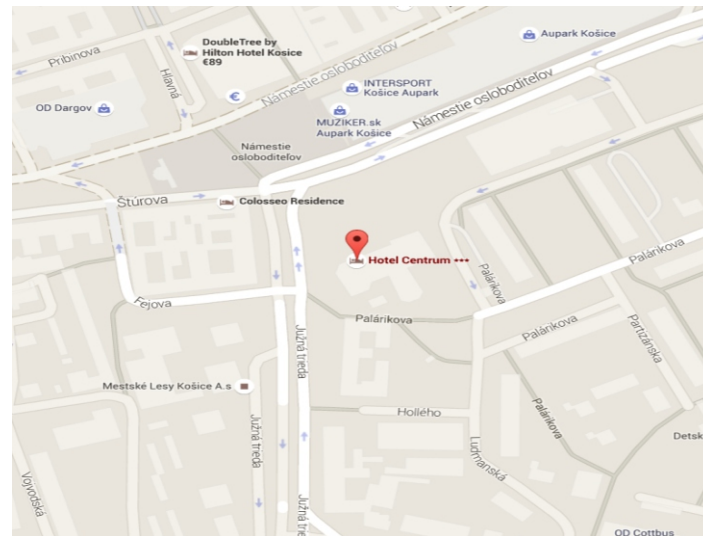 DoubleTree by
Hilton Hotel Kosice
€89
Pribinova
Hlavná
Aupark Košice
Námestie osloboditeľov
INTERSPORT
Košice Aupark
OD Dargov
€
MUZIKER.sk
Aupark Košice
Námestie osloboditeľov
Námestie
osloboditeľov
Štúrova
Colosseo Residence
Hotel Centrum ***
Palárikova
Palárikova
Fejova
Palárikova
Palárikova
Partizánska
Južná trieda
Mestské Lesy Košice A.s
Hollého
Palárikova
Južná trieda
Ludmanská
Detsk
Vojvodská
Južná tr
OD Cottbus